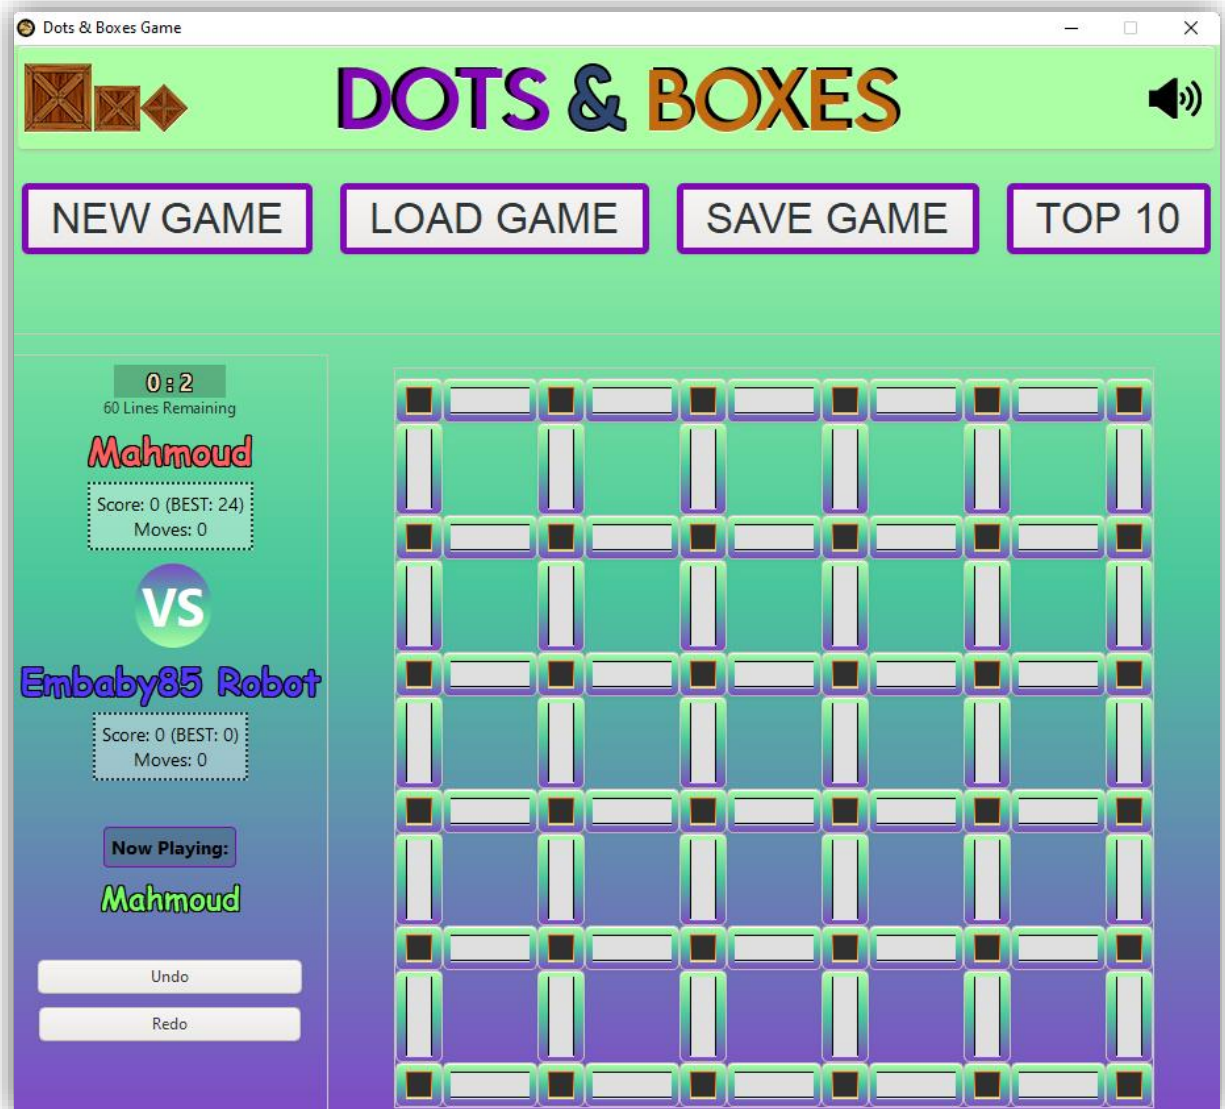 Dots & Boxes Game
DOTS & BOXES
NEW GAME
LOAD GAME
SAVE GAME
TOP 10
0:2
60 Lines Remaining
Mahmoud
Score: 0 (BEST: 24)
Moves: 0
VS
Embaby85 Robot
Score: 0 (BEST: 0)
Moves: 0
Now Playing:
Mahmoud
Undo
Redo